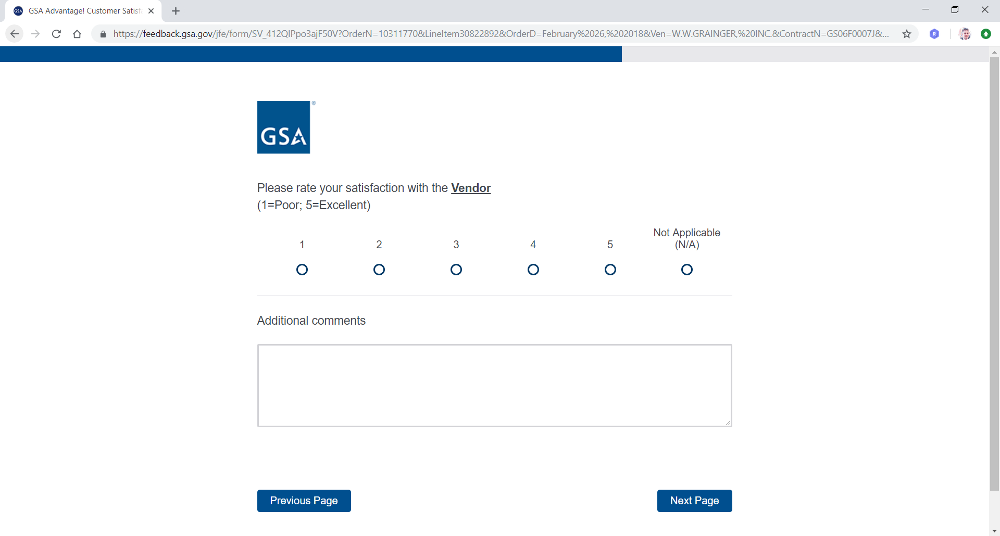 GSA Advantage! Customer Satisf
https://feedback.gsa.gov/jfe/form/SV_412QIPpo3ajF50V?OrderN=10311770&LineItem30822892&OrderD=February%2026,%202018&Ven=W.W.GRAINGER,%20INC.&ContractN=GS06F0007J&...
GSA
Please rate your satisfaction with the Vendor
(1=Poor; 5=Excellent)
1 2 3 4 5 Not Applicable
(N/A)
Additional comments
Previous Page Next Page